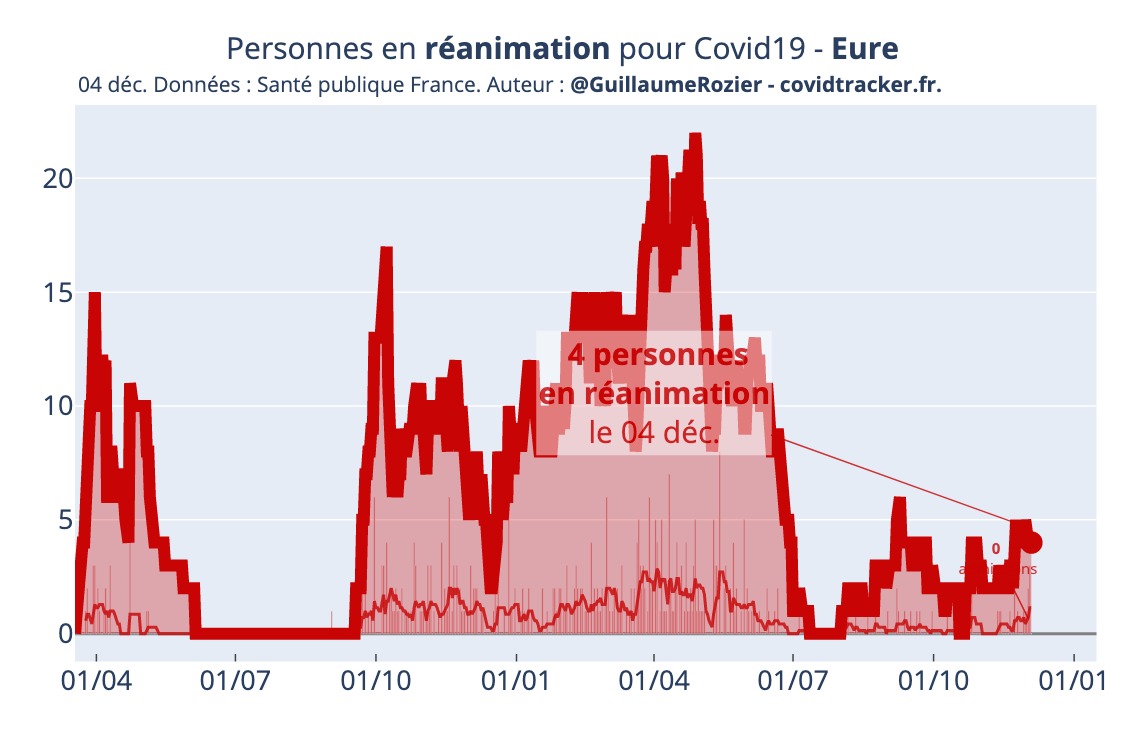 Personnes en réanimation pour Covid19 - Eure
04 déc. Données : Santé publique France. Auteur : @GuillaumeRozier - covidtracker.fr.
20
15
10
5
0
4 personnes
en réanimation
le 04 déc.
0
01/04 01/07 01/10 01/01 01/04 01/07 01/10 01/01